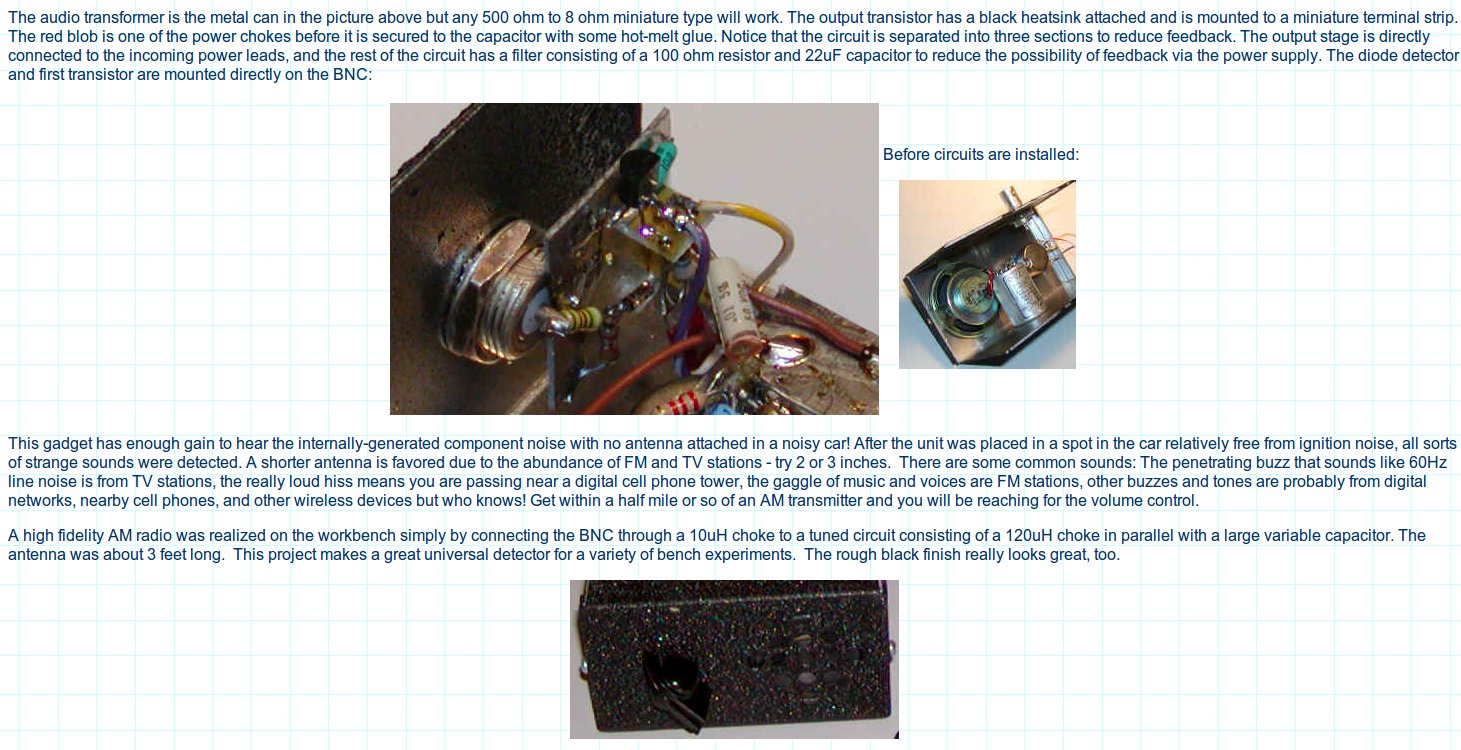 The audio transformer is the metal can in the picture above but any 500 ohm to 8 ohm miniature type will work. The output transistor has a black heatsink attached and is mounted to a miniature terminal strip.
The red blob is one of the power chokes before it is secured to the capacitor with some hot-melt glue. Notice that the circuit is separated into three sections to reduce feedback. The output stage is directly
connected to the incoming power leads, and the rest of the circuit has a filter consisting of a 100 ohm resistor and 22uF capacitor to reduce the possibility of feedback via the power supply. The diode detector
and first transistor are mounted directly on the BNC:
Before circuits are installed:
This gadget has enough gain to hear the internally-generated component noise with no antenna attached in a noisy car! After the unit was placed in a spot in the car relatively free from ignition noise, all sorts
of strange sounds were detected. A shorter antenna is favored due to the abundance of FM and TV stations - try 2 or 3 inches.  There are some common sounds: The penetrating buzz that sounds like 60Hz
line noise is from TV stations, the really loud hiss means you are passing near a digital cell phone tower, the gaggle of music and voices are FM stations, other buzzes and tones are probably from digital
networks, nearby cell phones, and other wireless devices but who knows! Get within a half mile or so of an AM transmitter and you will be reaching for the volume control.
A high fidelity AM radio was realized on the workbench simply by connecting the BNC through a 10uH choke to a tuned circuit consisting of a 120uH choke in parallel with a large variable capacitor. The
antenna was about 3 feet long.  This project makes a great universal detector for a variety of bench experiments.  The rough black finish really looks great, too.